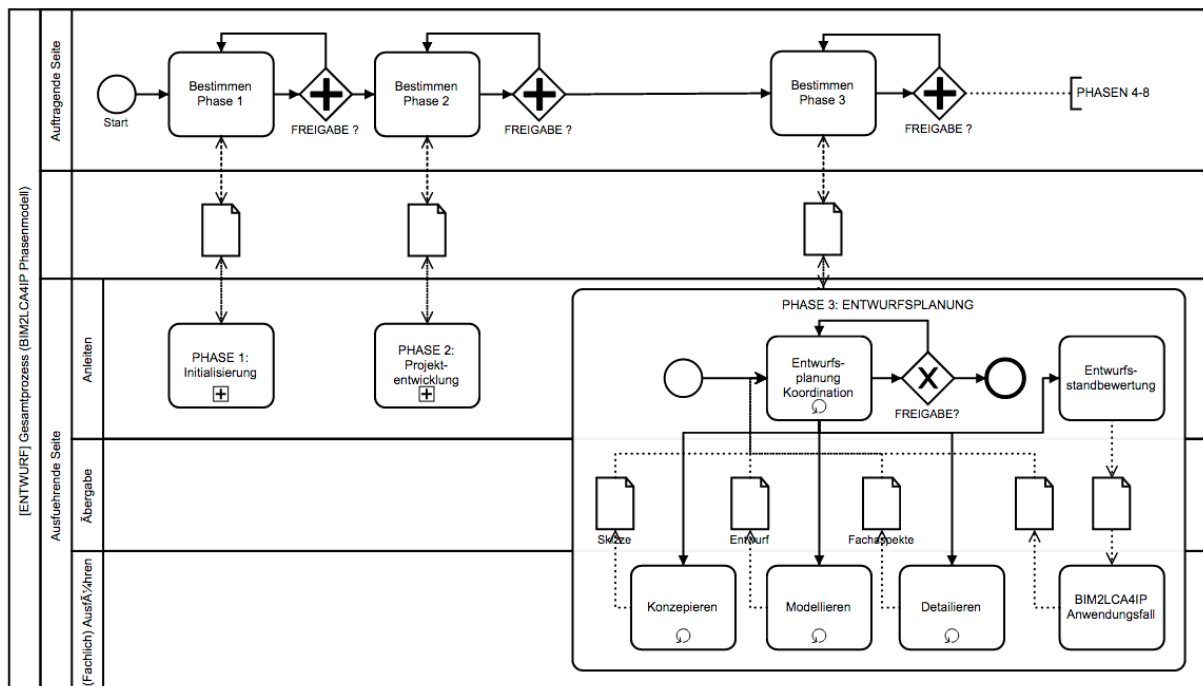 [ENTWURF] Gesamtprozess (BIM2LCA4IP Phasenmodell)
Auftragende Seite
Start
Bestimmen
Phase 1
FREIGABE ?
Bestimmen
Phase 2
FREIGABE ?
Bestimmen
Phase 3
FREIGABE ?
PHASEN 4-8
Ausfuehrende Seite
Anleiten
PHASE 1:
Initialisierung
PHASE 2:
Projekt-
entwicklung
PHASE 3: ENTWURFSPLANUNG
Entwurfs-
planung
Koordination
FREIGABE?
Entwurfs-
standbewertung
Ãbergabe
Skizze
Entwurf
Fachaspekte
(Fachlich) AusfÃ¼hren
Konzepieren
Modellieren
Detailieren
BIM2LCA4IP
Anwendungsfall